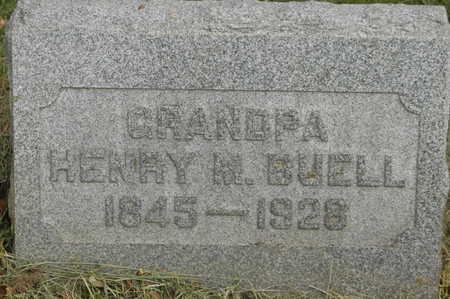 GRANDPA
HENRY M. BUELL
1845—1928